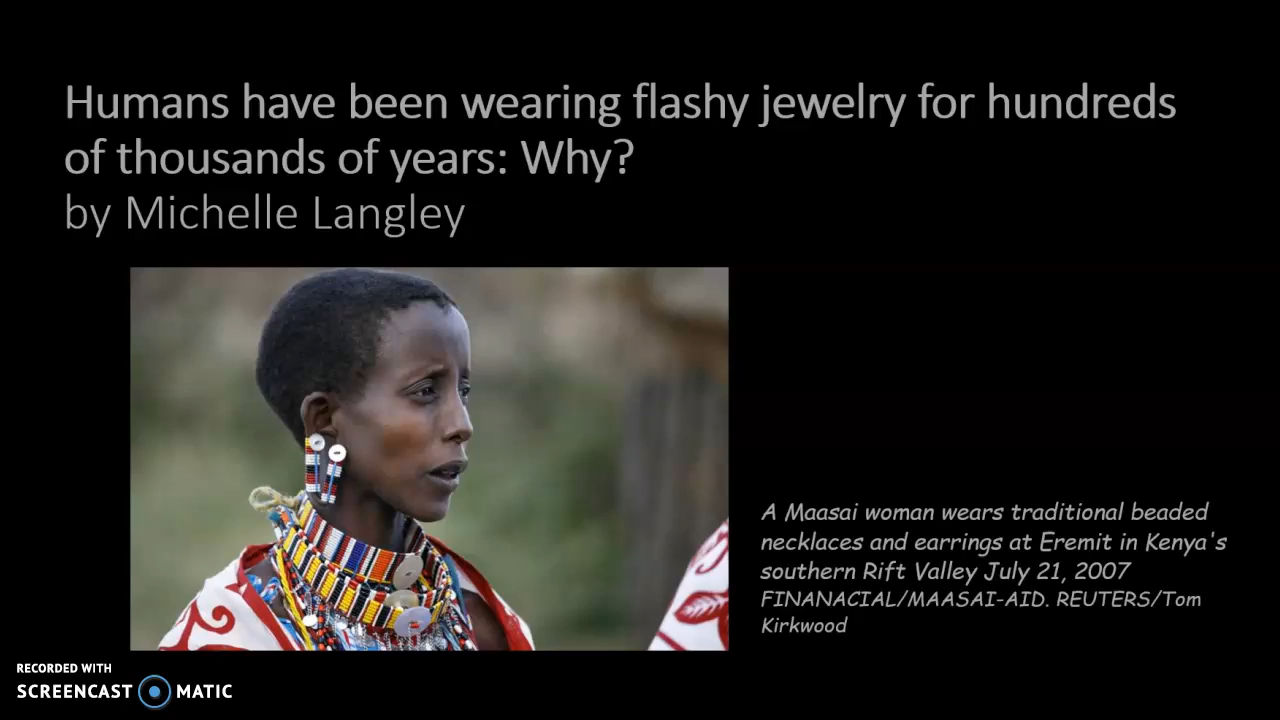 Humans have been wearing flashy jewelry for hundreds
of thousands of years: Why?
by Michelle Langley
A Maasai woman wears traditional beaded
necklaces and earrings at Eremit in Kenya's
southern Rift Valley July 21, 2007
FINANACIAL/MAASAI-AID. REUTERS/Tom
Kirkwood
RECORDED WITH
SCREENCAST MATIC